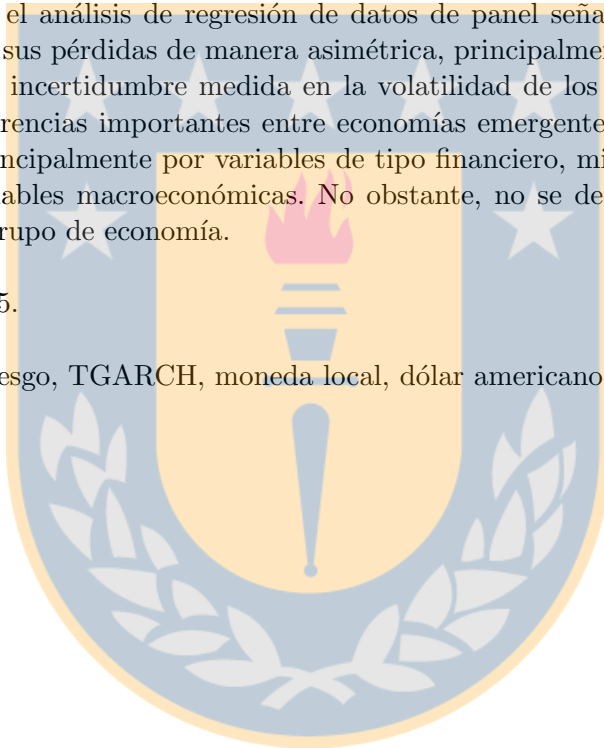 el análisis de regresión de datos de panel seña
sus pérdidas de manera asimétrica, principalme
incertidumbre medida en la volatilidad de los
rencias importantes entre economías emergente
ncipalmente por variables de tipo financiero, mi
ables macroeconómicas. No obstante, no se de
rupo de economía.
5.
esgo, TGARCH, moneda local, dólar americano